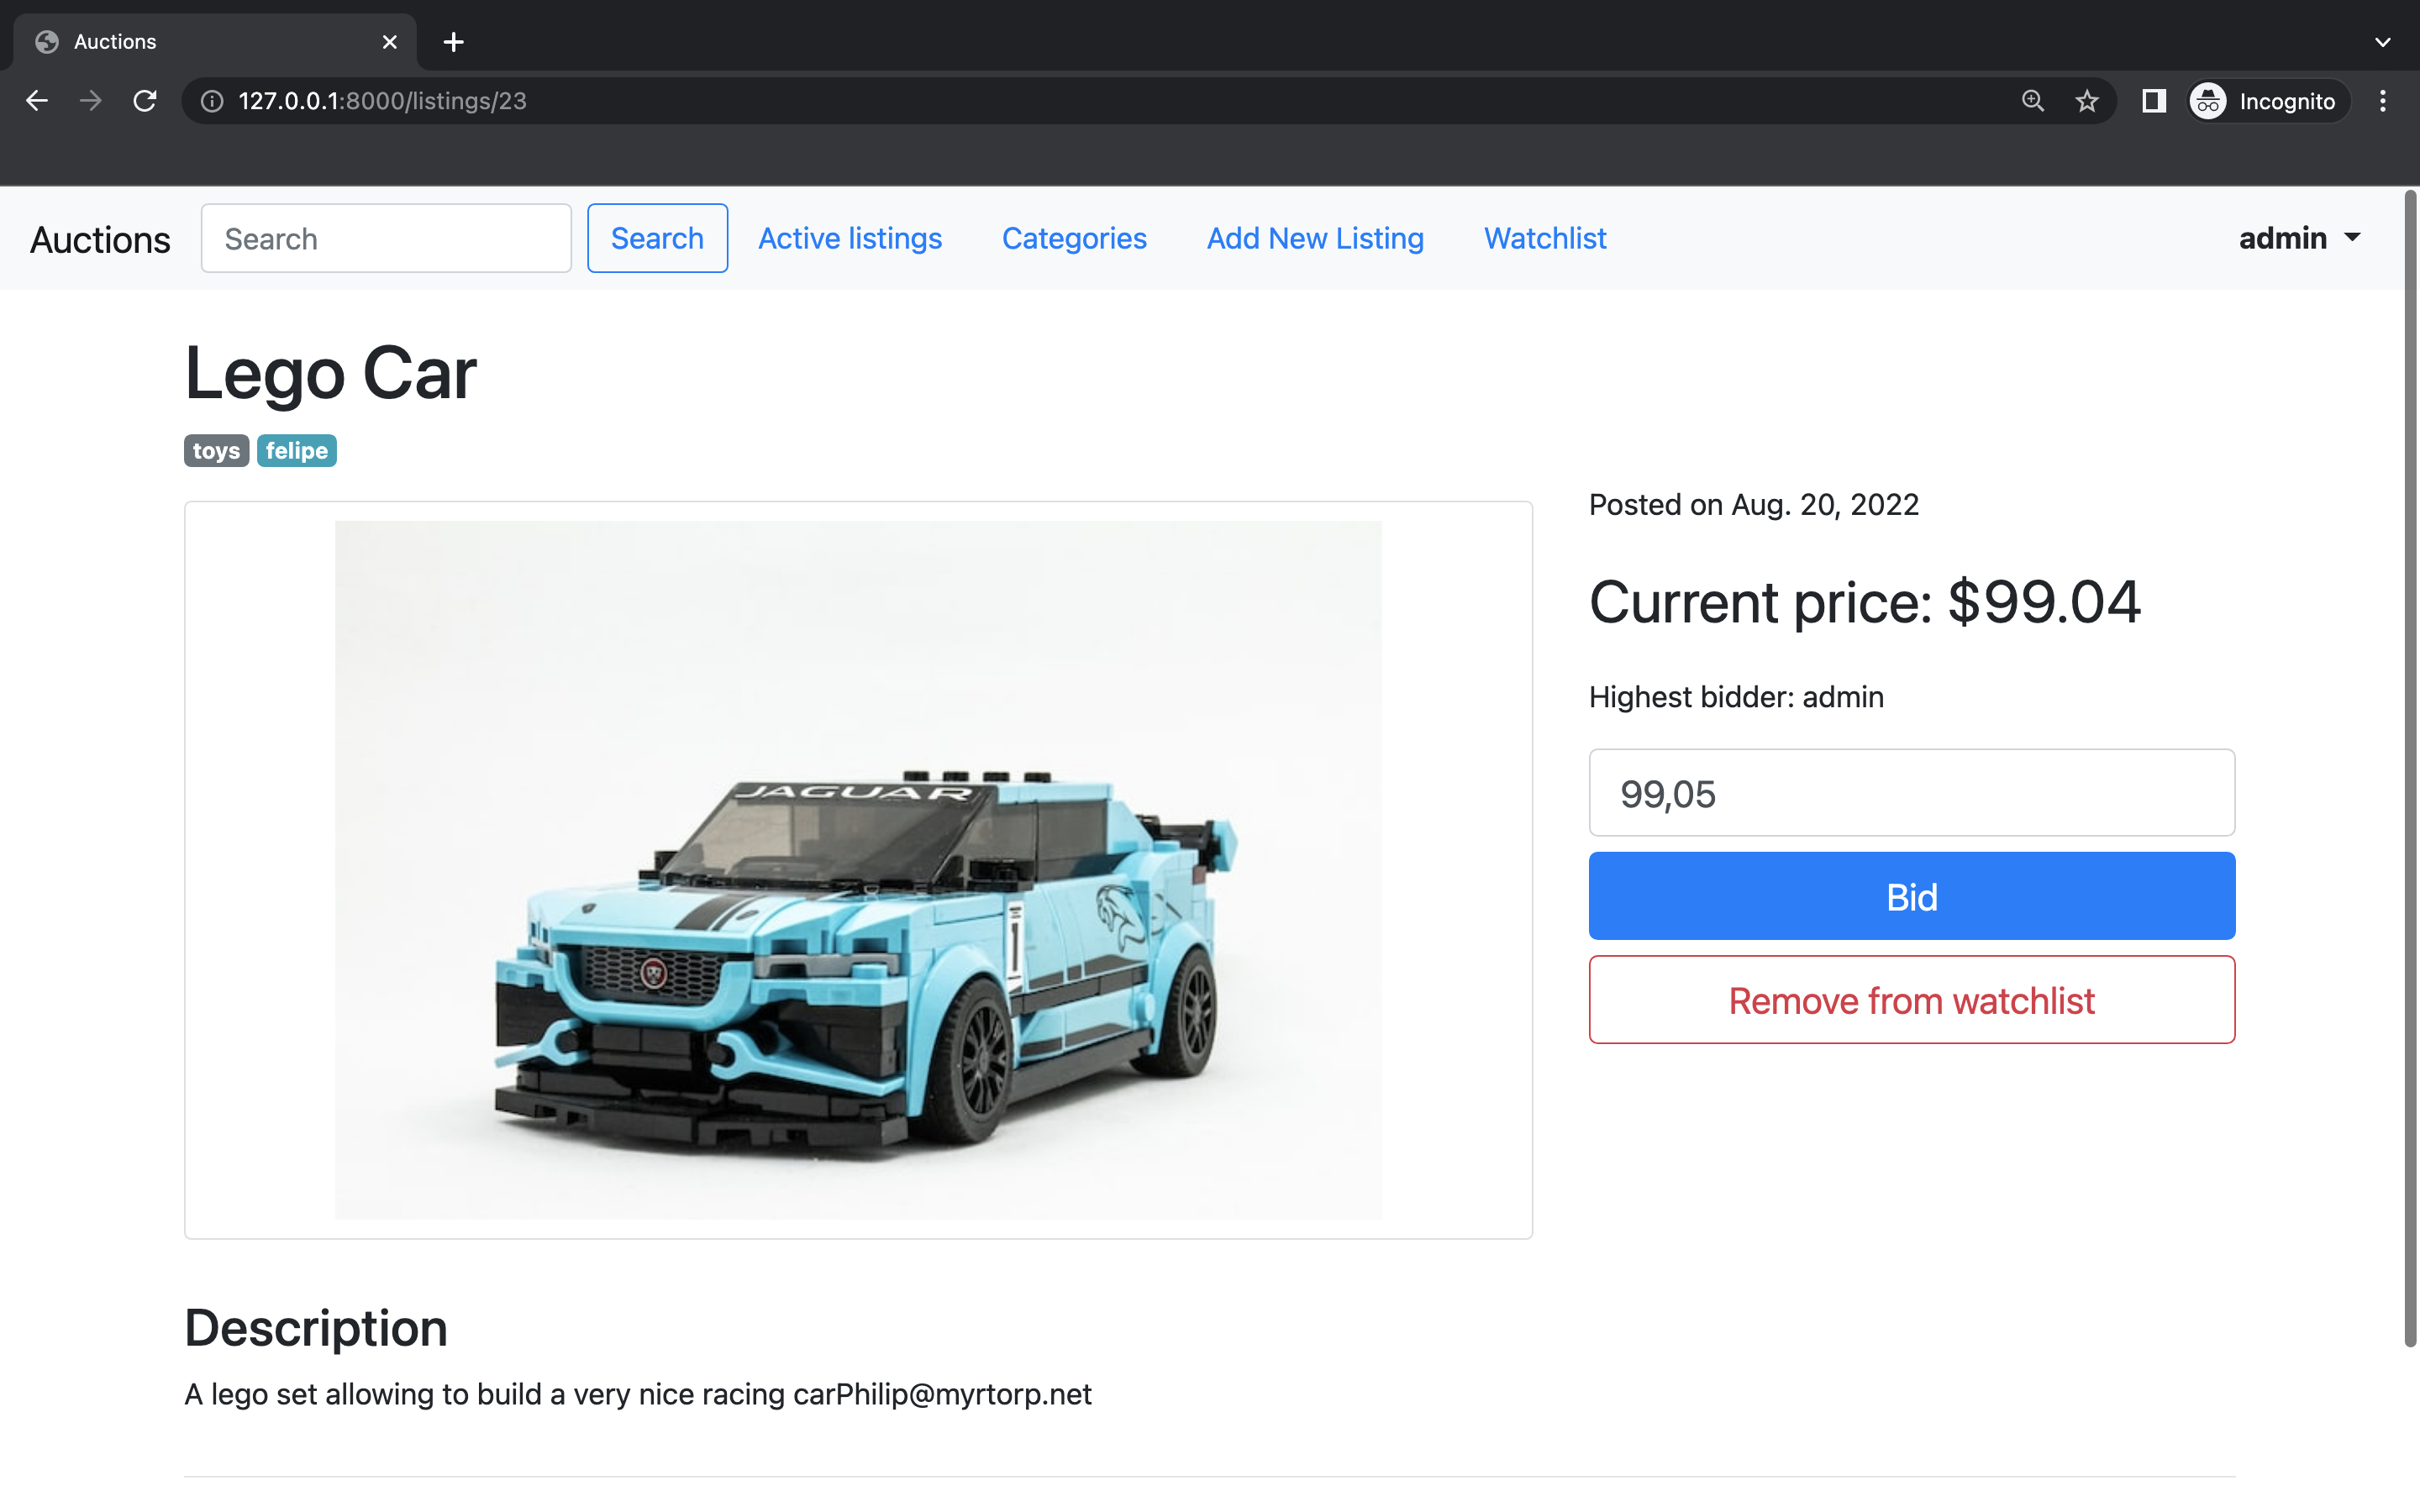 Auctions
127.0.0.1:8000/listings/23
Incognito
Auctions
Search
Search
Active listings
Categories
Add New Listing
Watchlist
admin
Lego Car
toys felipe
Posted on Aug. 20, 2022
Current price: $99.04
Highest bidder: admin
99,05
Bid
Remove from watchlist
JAGUAR
1
Description
A lego set allowing to build a very nice racing carPhilip@myrtorp.net